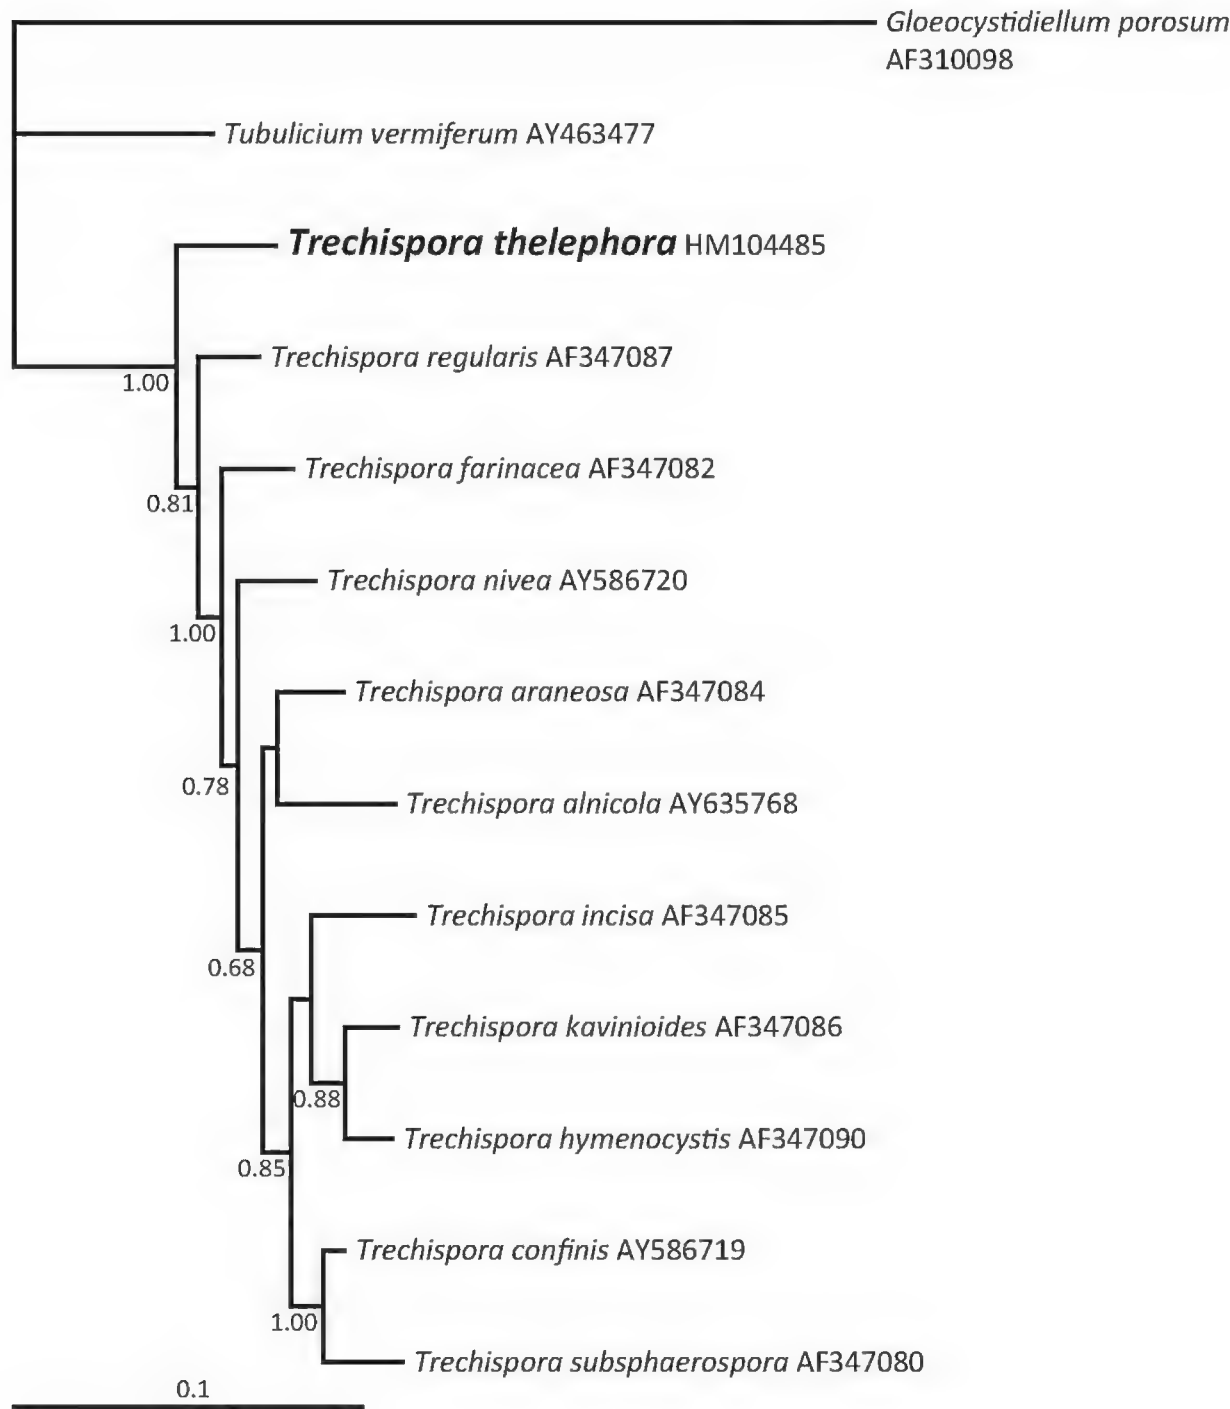 Gloeocystidiellum porosum
AF310098
Tubulicium vermiferum AY463477
Trechispora thelephora HM104485
Trechispora regularis AF347087
1.00
Trechispora farinacea AF347082
0.81
Trechispora nivea AY586720
1.00
Trechispora araneosa AF347084
0.78
Trechispora alnicola AY635768
Trechispora incisa AF347085
0.68
Trechispora kavinioides AF347086
0.88
Trechispora hymenocystis AF347090
0.85
Trechispora confinis AY586719
1.00
Trechispora subsphaerospora AF347080
0.1